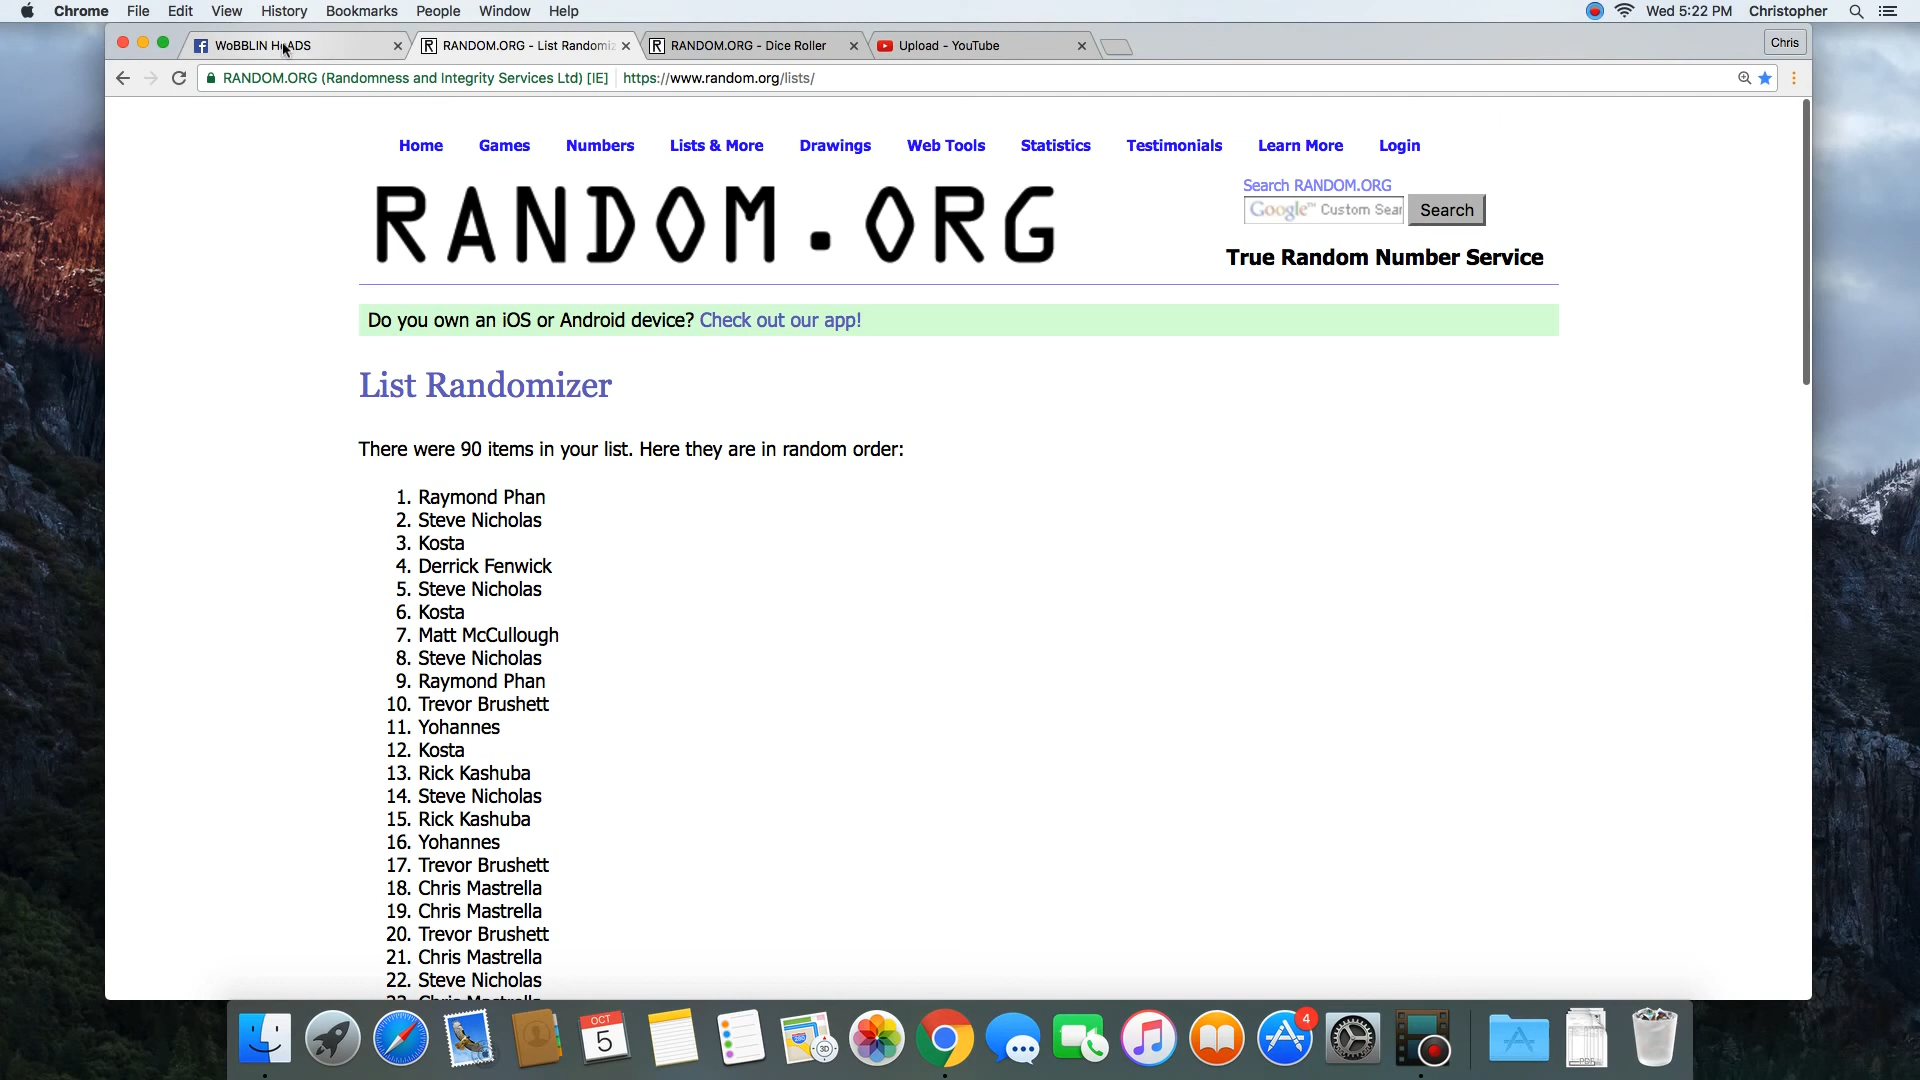 Chrome File Edit View History Bookmarks People Window Help Wed 5:22 PM Christopher
WoBBLIN RANDOM.ORG - List Randomiz RANDOM.ORG - Dice Roller Upload - YouTube Chris
RANDOM.ORG (Randomness and Integrity Services Ltd) [IE] https://www.random.org/lists/
Home Games Numbers Lists & More Drawings Web Tools Statistics Testimonials Learn More Login
RANDOM.ORG
Search RANDOM.ORG
Google™ Custom Sear Search
True Random Number Service
Do you own an iOS or Android device? Check out our app!
List Randomizer
There were 90 items in your list. Here they are in random order:
1. Raymond Phan
2. Steve Nicholas
3. Kosta
4. Derrick Fenwick
5. Steve Nicholas
6. Kosta
7. Matt McCullough
8. Steve Nicholas
9. Raymond Phan
10. Trevor Brushett
11. Yohannes
12. Kosta
13. Rick Kashuba
14. Steve Nicholas
15. Rick Kashuba
16. Yohannes
17. Trevor Brushett
18. Chris Mastrella
19. Chris Mastrella
20. Trevor Brushett
21. Chris Mastrella
22. Steve Nicholas
OCT
5
280
3D
4
PDF